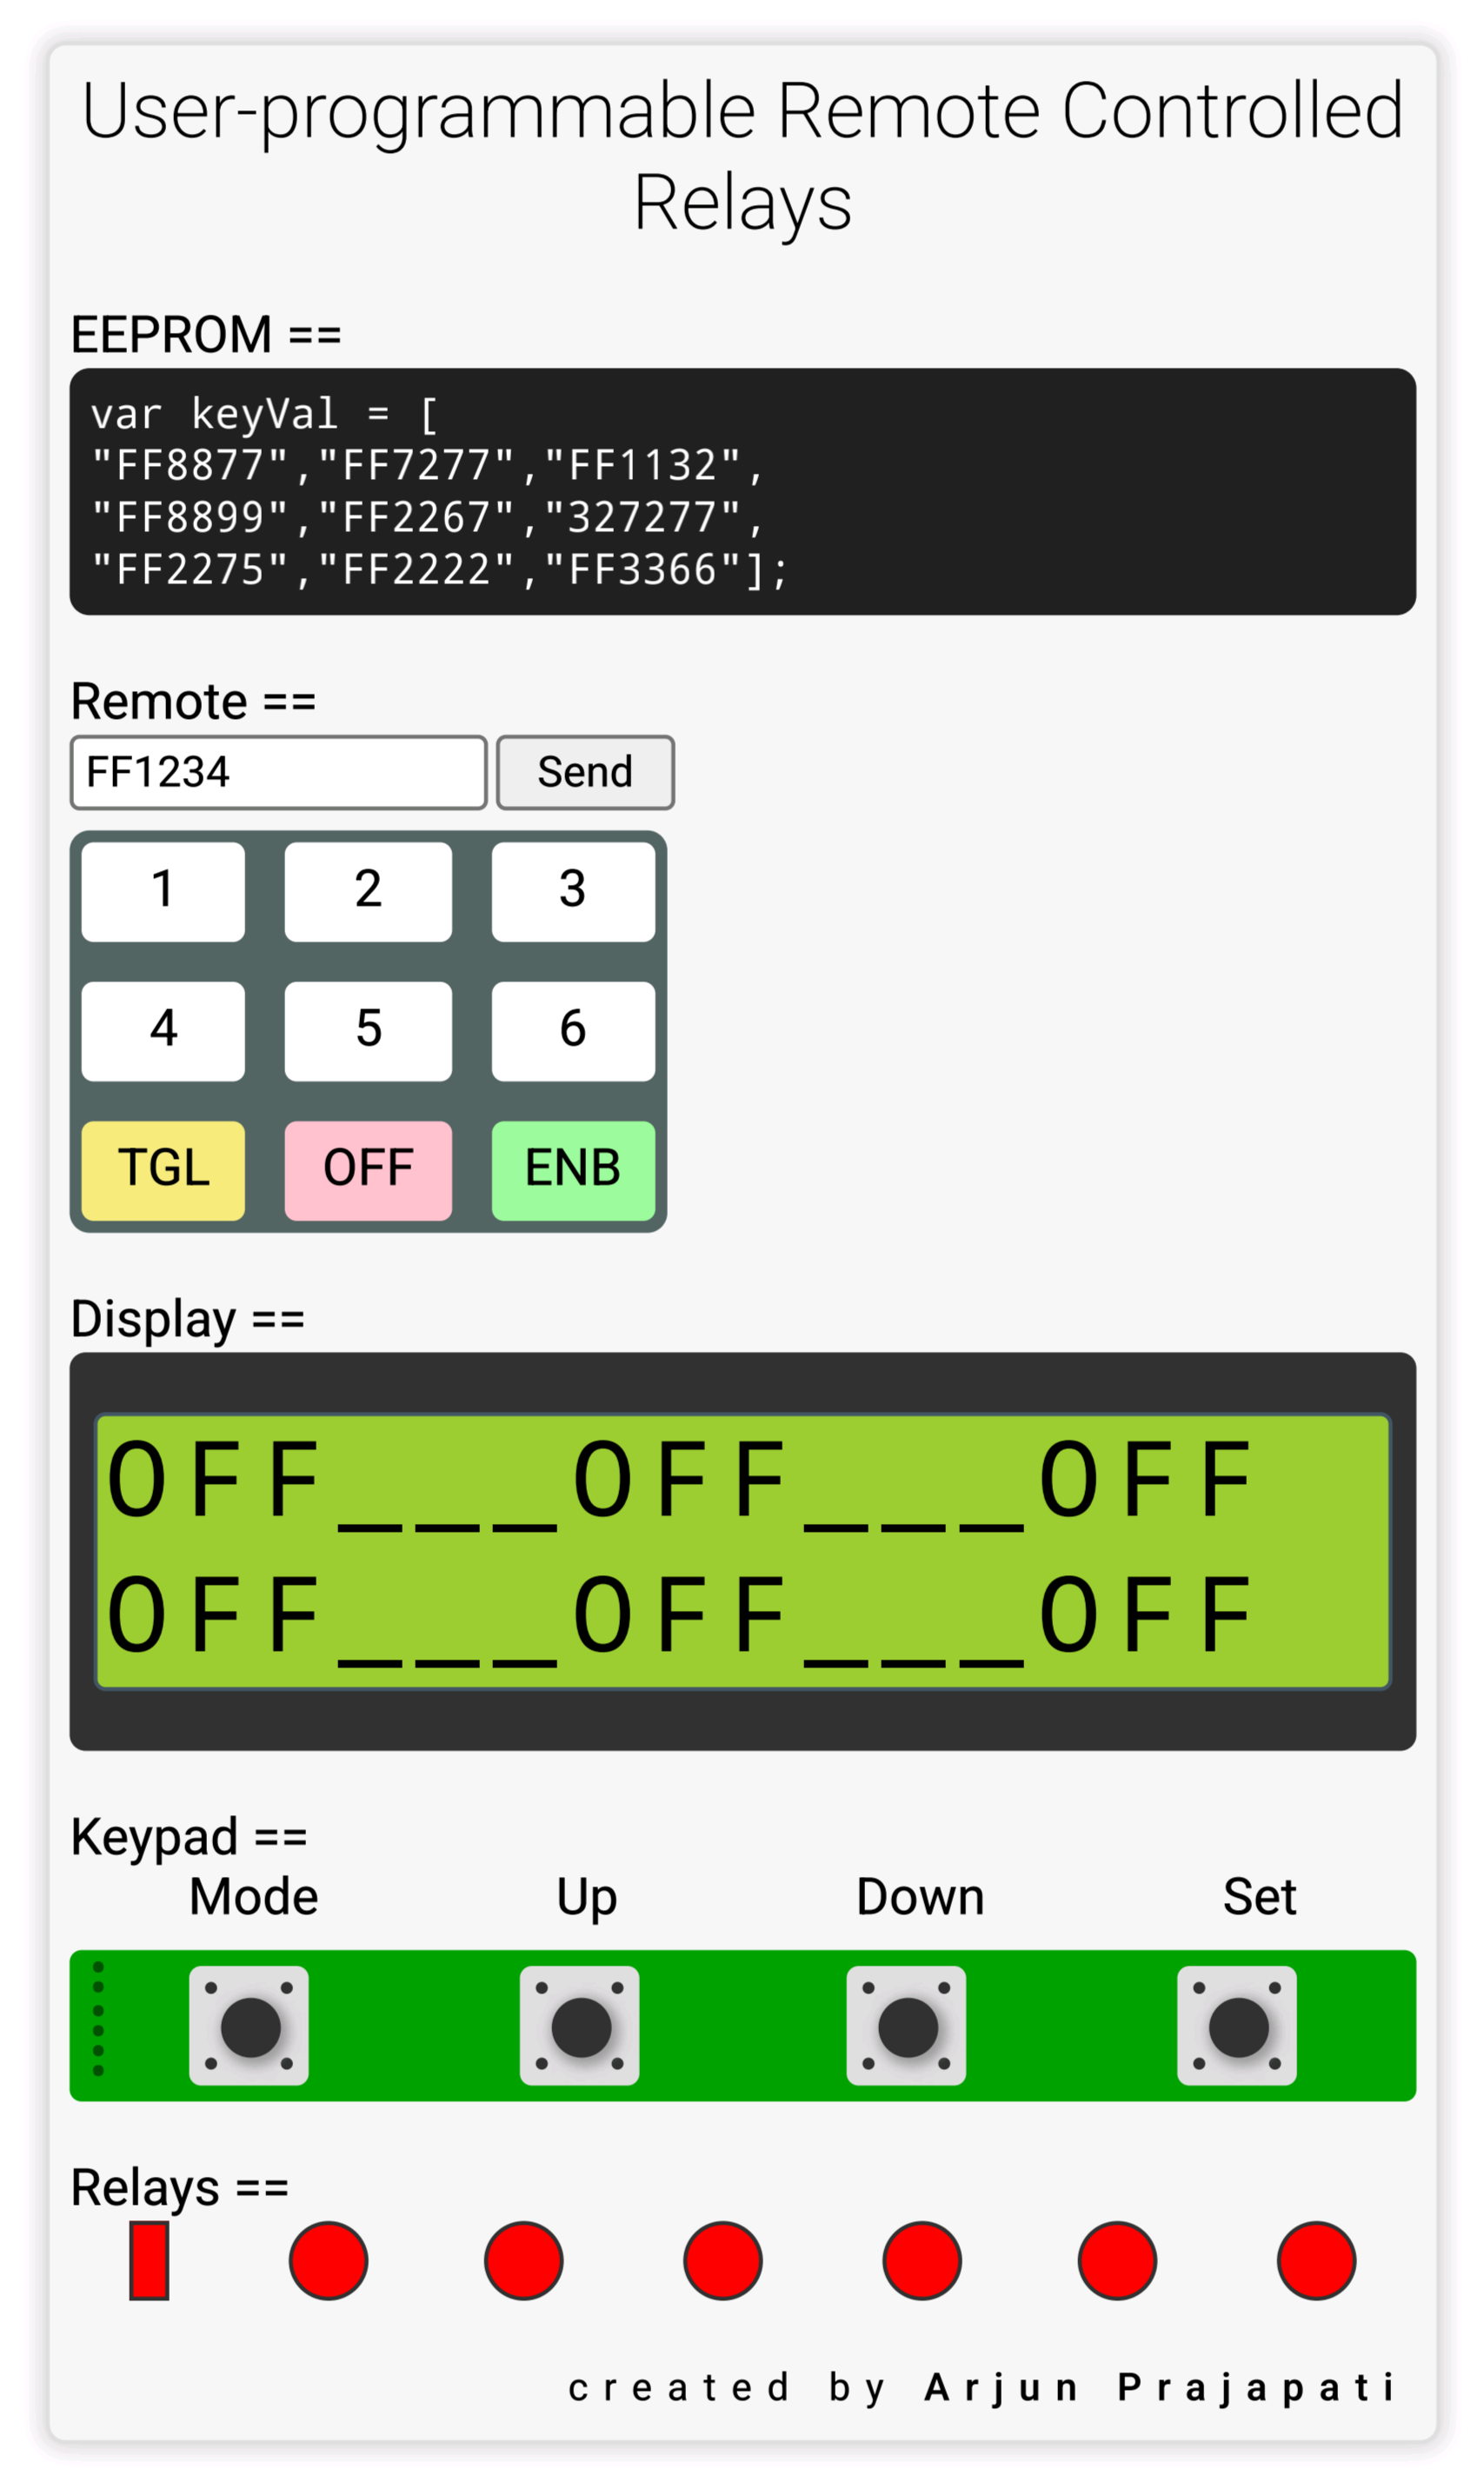 User-programmable Remote Controlled
Relays
EEPROM ==
var keyVal = [
"FF8877","FF7277","FF1132",
"FF8899","FF2267","327277",
"FF2275","FF2222","FF3366"];
Remote ==
FF1234 Send
1 2 3
4 5 6
TGL OFF ENB
Display ==
OFF___OFF___OFF
OFF___OFF___OFF
Keypad ==
Mode Up Down Set
Relays ==
created by Arjun Prajapati